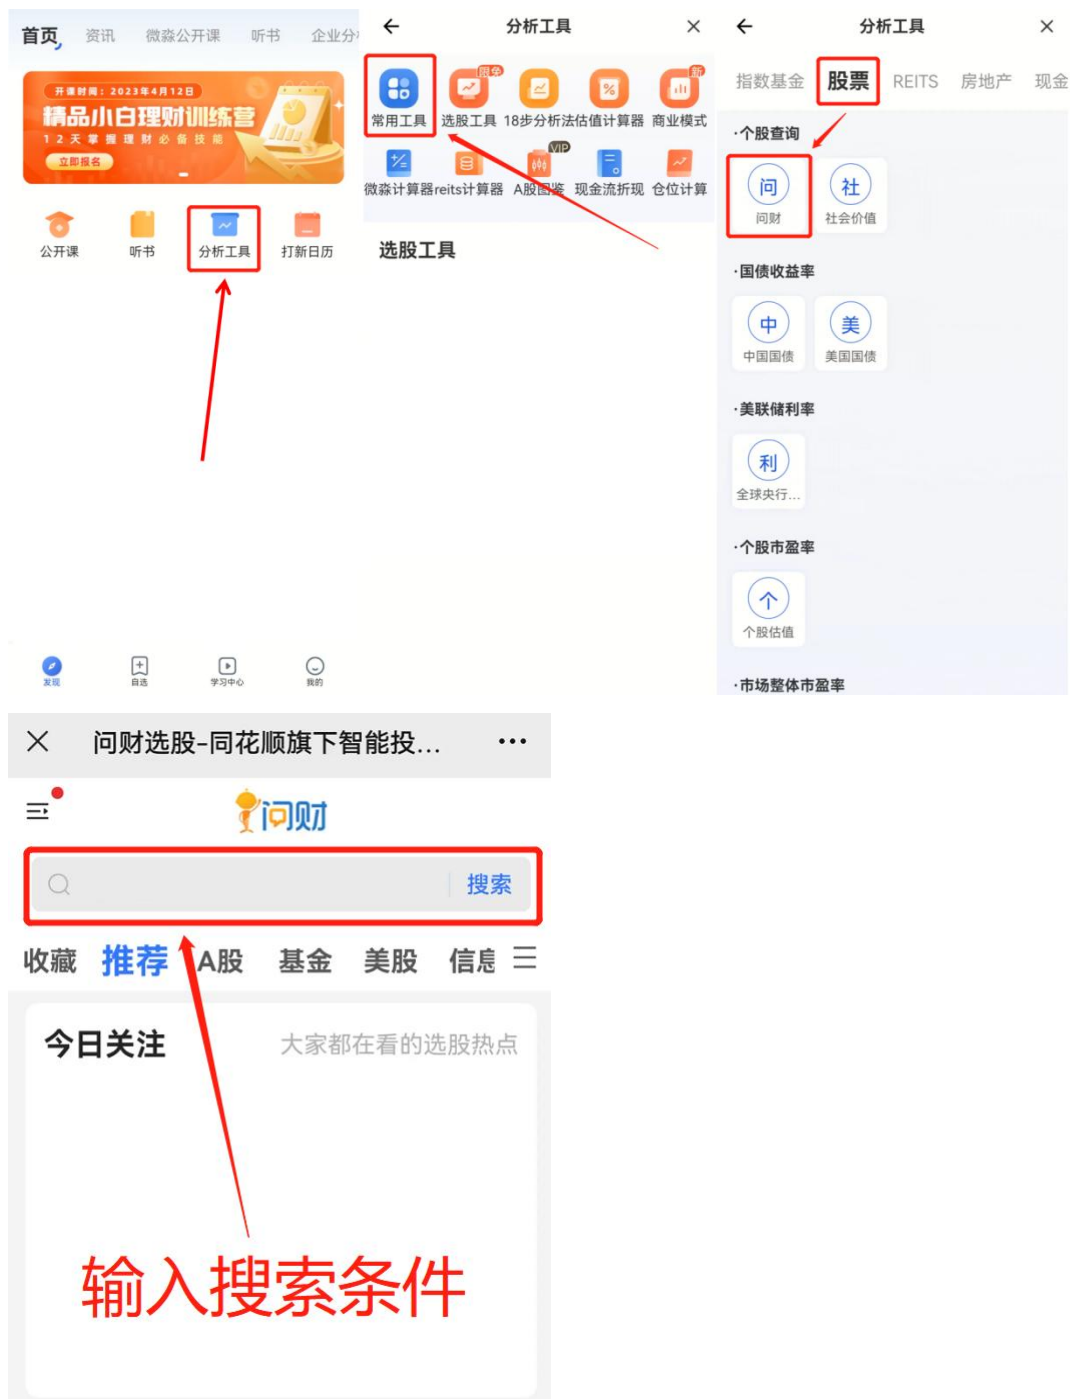 首页 资讯 微淼公开课 听书 企业分
开课时间：2023年4月12日
精品小白理财训练营
12天掌握理财必备技能
立即报名
公开课 听书 分析工具 打新日历
发现 自选 学习中心 我的
分析工具
限免 新
常用工具 选股工具 18步分析法 估值计算器 商业模式
VIP
微淼计算器 reits计算器 A股图鉴 现金流折现 仓位计算
选股工具
分析工具
指数基金 股票 REITS 房地产 现金
·个股查询
问 社
问财 社会价值
·国债收益率
中 美
中国国债 美国国债
·美联储利率
利
全球央行...
·个股市盈率
个
个股估值
·市场整体市盈率
问财选股-同花顺旗下智能投...
问财
搜索
收藏 推荐 A股 基金 美股 信息
今日关注 大家都在看的选股热点
输入搜索条件